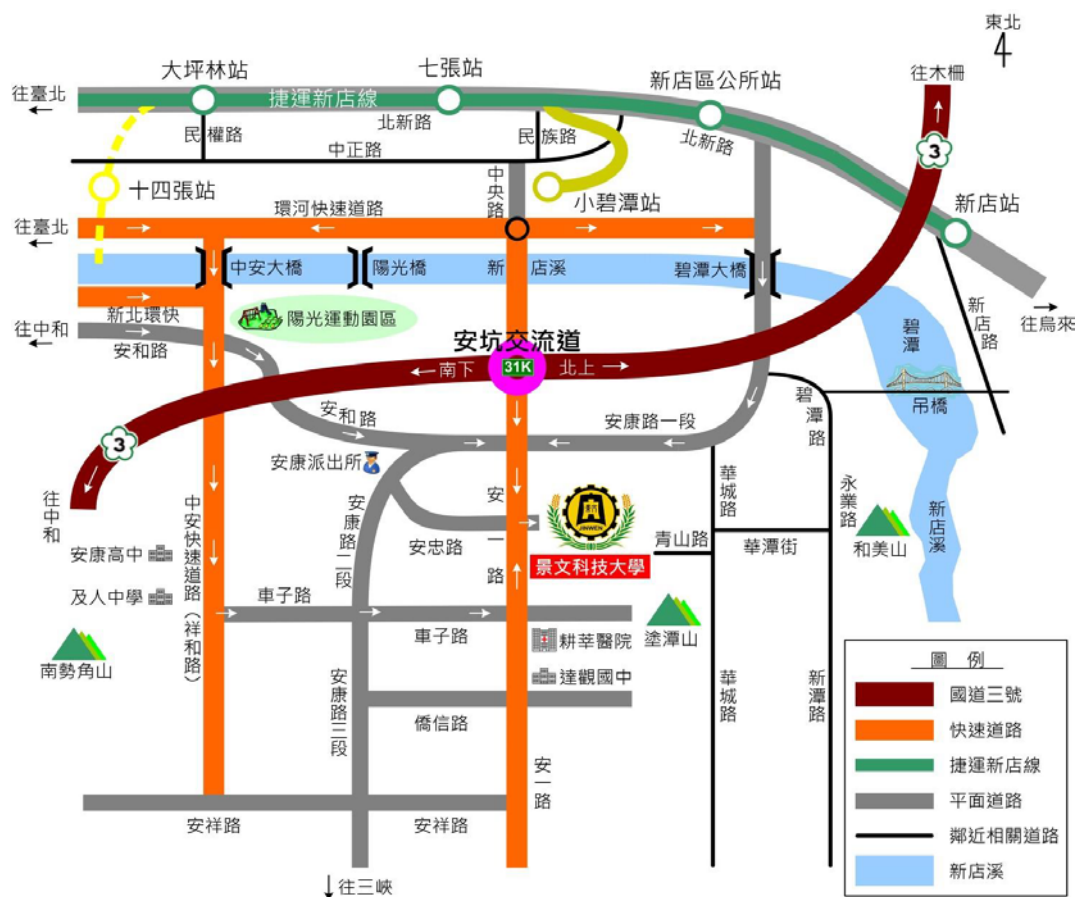 東北
4
往木柵
大坪林站
七張站
新店區公所站
往臺北
捷運新店線
北新路
北新路
3
民權路
民族路
中正路
十四張站
中央路
小碧潭站
新店站
環河快速道路
往臺北
中安大橋
陽光橋
新店溪
碧潭大橋
新北環快
陽光運動園區
往中和
安和路
安坑交流道
31K
南下
北上
碧潭
新店路
往烏來
吊橋
碧潭路
安和路
安康路一段
3
往中和
安康派出所
安康路二段
安忠路
安一路
JINWEN
景文科技大學
華城路
青山路
華潭街
永業路
和美山
新店溪
安康高中
及人中學
中安快速道路(祥和路)
車子路
車子路
南勢角山
耕莘醫院
塗潭山
達觀國中
安康路三段
僑信路
華城路
新潭路
安一路
安祥路
安祥路
往三峽
圖 例
國道三號
快速道路
捷運新店線
平面道路
鄰近相關道路
新店溪